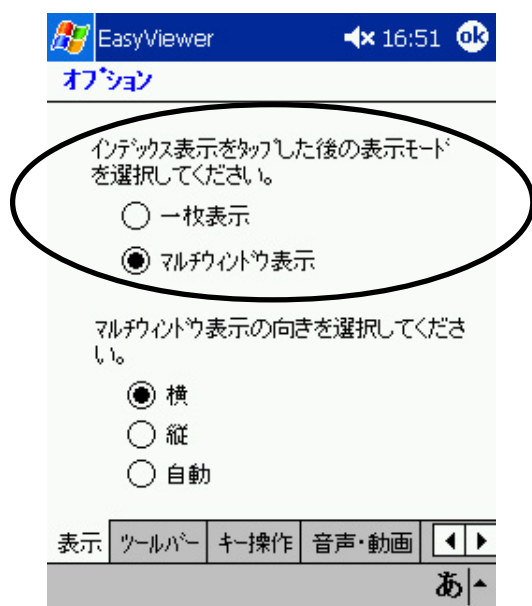 EasyViewer 16:51 ok
オプション
インデックス表示をタップした後の表示モード
を選択してください。
一枚表示
マルチウィンドウ表示
マルチウィンドウ表示の向きを選択してくださ
い。
横
縦
自動
表示 ツールバー キー操作 音声・動画
あ